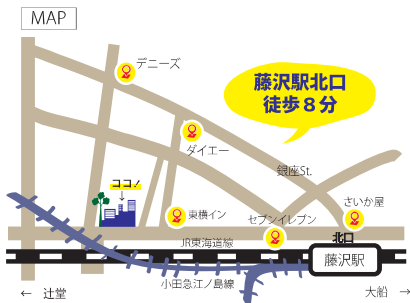 MAP
デニーズ
藤沢駅北口
徒歩8分
ダイエー
銀座St.
ココ!
↓
さいか屋
東横イン
セブンイレブン
北口
JR東海道線
藤沢駅
小田急江ノ島線
← 辻堂
大船 →